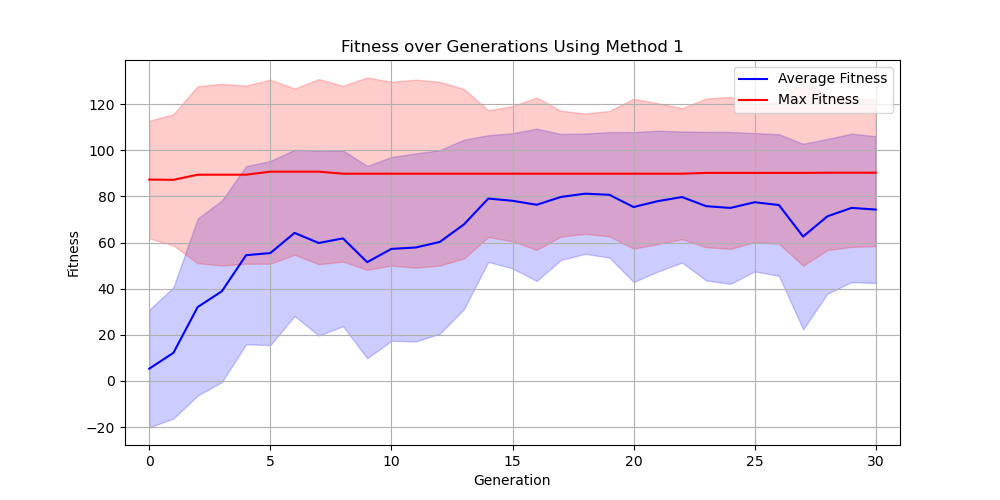 Fitness over Generations Using Method 1
Average Fitness
Max Fitness
120
100
80
60
40
20
0
−20
Fitness
0 5 10 15 20 25 30
Generation